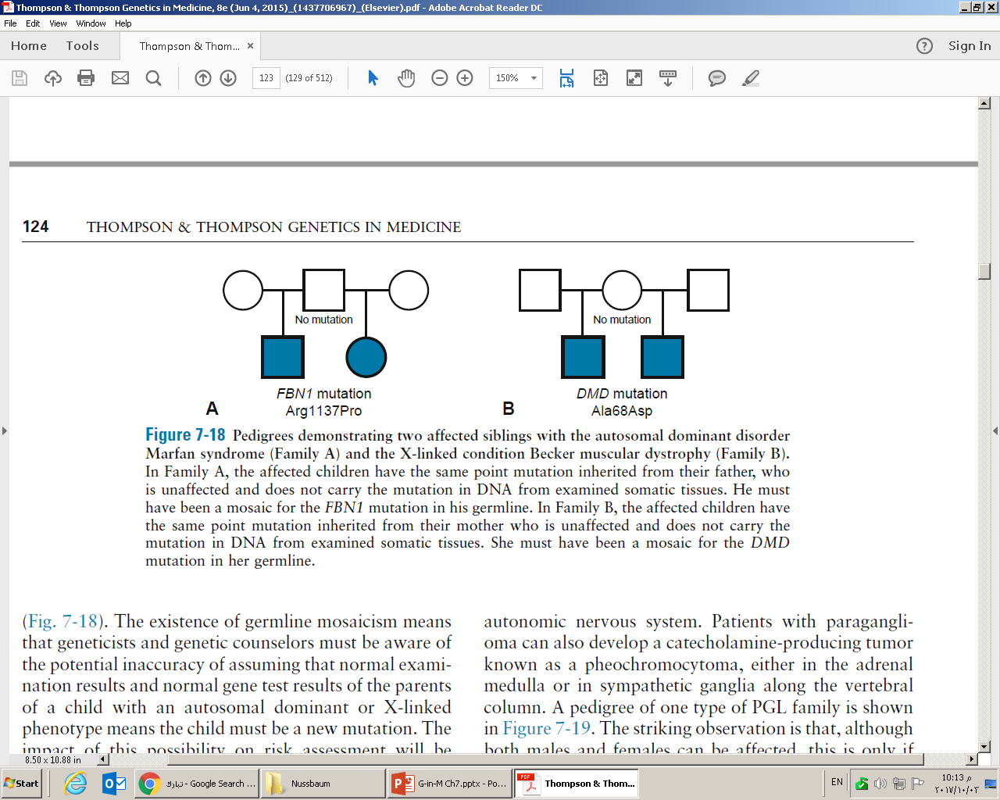 Thompson & Thompson Genetics in Medicine, 8e (Jun 4, 2015)_(1437706967)_(Elsevier).pdf - Adobe Acrobat Reader DC
File Edit View Window Help
Home Tools Thompson & Thom... × ? Sign In
123 (129 of 512) 150%
124 THOMPSON & THOMPSON GENETICS IN MEDICINE
No mutation No mutation
FBN1 mutation DMD mutation
A Arg1137Pro B Ala68Asp
Figure 7-18 Pedigrees demonstrating two affected siblings with the autosomal dominant disorder
Marfan syndrome (Family A) and the X-linked condition Becker muscular dystrophy (Family B).
In Family A, the affected children have the same point mutation inherited from their father, who
is unaffected and does not carry the mutation in DNA from examined somatic tissues. He must
have been a mosaic for the FBN1 mutation in his germline. In Family B, the affected children have
the same point mutation inherited from their mother who is unaffected and does not carry the
mutation in DNA from examined somatic tissues. She must have been a mosaic for the DMD
mutation in her germline.
(Fig. 7-18). The existence of germline mosaicism means
that geneticists and genetic counselors must be aware of
the potential inaccuracy of assuming that normal exami-
nation results and normal gene test results of the parents
of a child with an autosomal dominant or X-linked
phenotype means the child must be a new mutation. The
impact of this possibility on risk assessment will be
autonomic nervous system. Patients with paragangli-
oma can also develop a catecholamine-producing tumor
known as a pheochromocytoma, either in the adrenal
medulla or in sympathetic ganglia along the vertebral
column. A pedigree of one type of PGL family is shown
in Figure 7-19. The striking observation is that, although
both males and females can be affected, this is only if
8.50 x 10.88 in
Start تبارك - Google Search ... Nussbaum G-in-M Ch7.pptx - Po... PDF Thompson & Thom... EN 10:13 م
٢٠١٧/١٠/٠٣